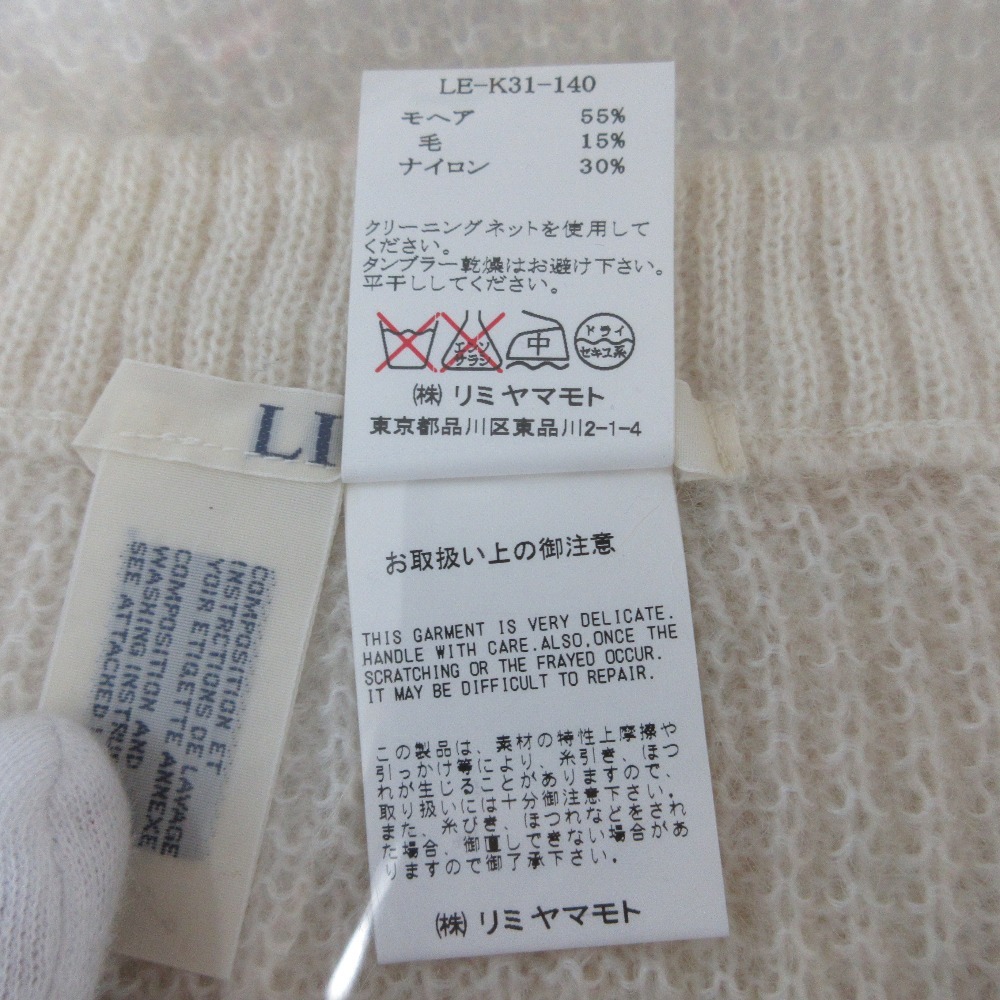 LE-K31-140
モヘア 55%
毛 15%
ナイロン 30%
クリーニングネットを使用して
ください。
タンブラー乾燥はお避け下さい。
平干ししてください。
エンソ
サラシ
中
ドライ
セキユ系
㈱ リミヤマモト
東京都品川区東品川2-1-4
LI
お取扱い上の御注意
THIS GARMENT IS VERY DELICATE.
HANDLE WITH CARE.ALSO,ONCE THE
SCRATCHING OR THE FRAYED OCCUR.
IT MAY BE DIFFICULT TO REPAIR.
この製品は、素材の特性上摩擦や
引っかけ等により、糸引き、ほつ
れが生じることがありますので、
取り扱いには十分御注意下さい。
また、糸びき、ほつれなどをされ
た場合、御直しできない場合があ
りますので御了承下さい。
㈱ リミヤマモト
COMPOSITION ET
INSTRUCTIONS DE LAVAGE
VOIR ETIQUETTE ANNEXE
COMPOSITION AND
WASHING INSTRU
SEE ATTACHED